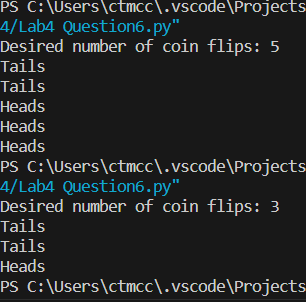 PS C:\Users\ctmcc\.vscode\Projects
4/Lab4 Question6.py"
Desired number of coin flips: 5
Tails
Tails
Heads
Heads
Heads
PS C:\Users\ctmcc\.vscode\Projects
4/Lab4 Question6.py"
Desired number of coin flips: 3
Tails
Tails
Heads
PS C:\Users\ctmcc\.vscode\Projects